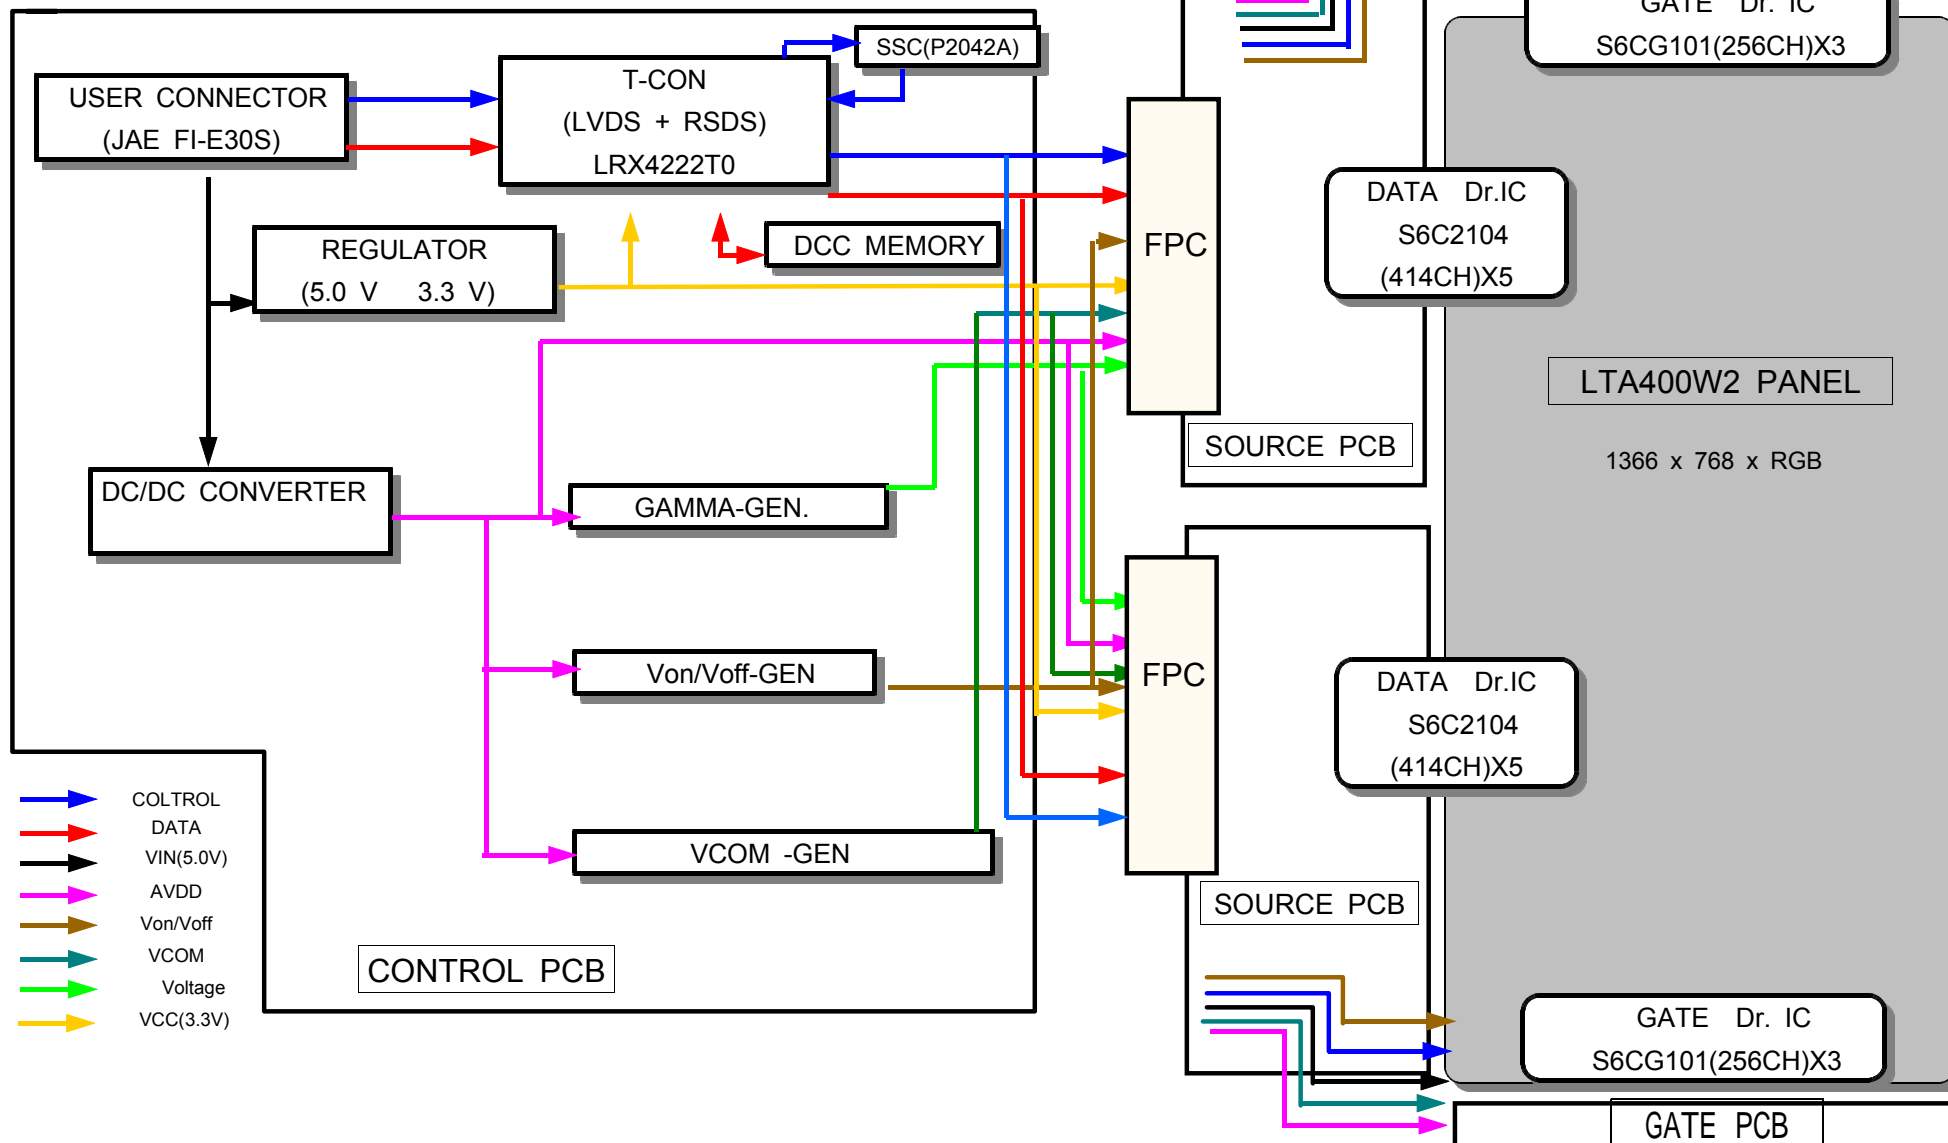 GATE Dr. IC
S6CG101(256CH)X3
SSC(P2042A)
T-CON
(LVDS + RSDS)
LRX4222T0
USER CONNECTOR
(JAE FI-E30S)
DATA Dr.IC
S6C2104
(414CH)X5
REGULATOR
(5.0 V 3.3 V)
DCC MEMORY
FPC
LTA400W2 PANEL
1366 x 768 x RGB
SOURCE PCB
DC/DC CONVERTER
GAMMA-GEN.
Von/Voff-GEN
FPC
DATA Dr.IC
S6C2104
(414CH)X5
VCOM -GEN
COLTROL
DATA
VIN(5.0V)
AVDD
Von/Voff
VCOM
Voltage
VCC(3.3V)
SOURCE PCB
CONTROL PCB
GATE Dr. IC
S6CG101(256CH)X3
GATE PCB